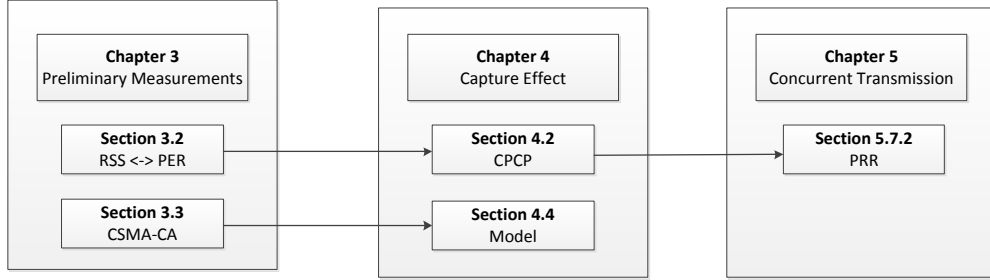 Chapter 3
Preliminary Measurements
Section 3.2
RSS <-> PER
Section 3.3
CSMA-CA
Chapter 4
Capture Effect
Section 4.2
CPCP
Section 4.4
Model
Chapter 5
Concurrent Transmission
Section 5.7.2
PRR